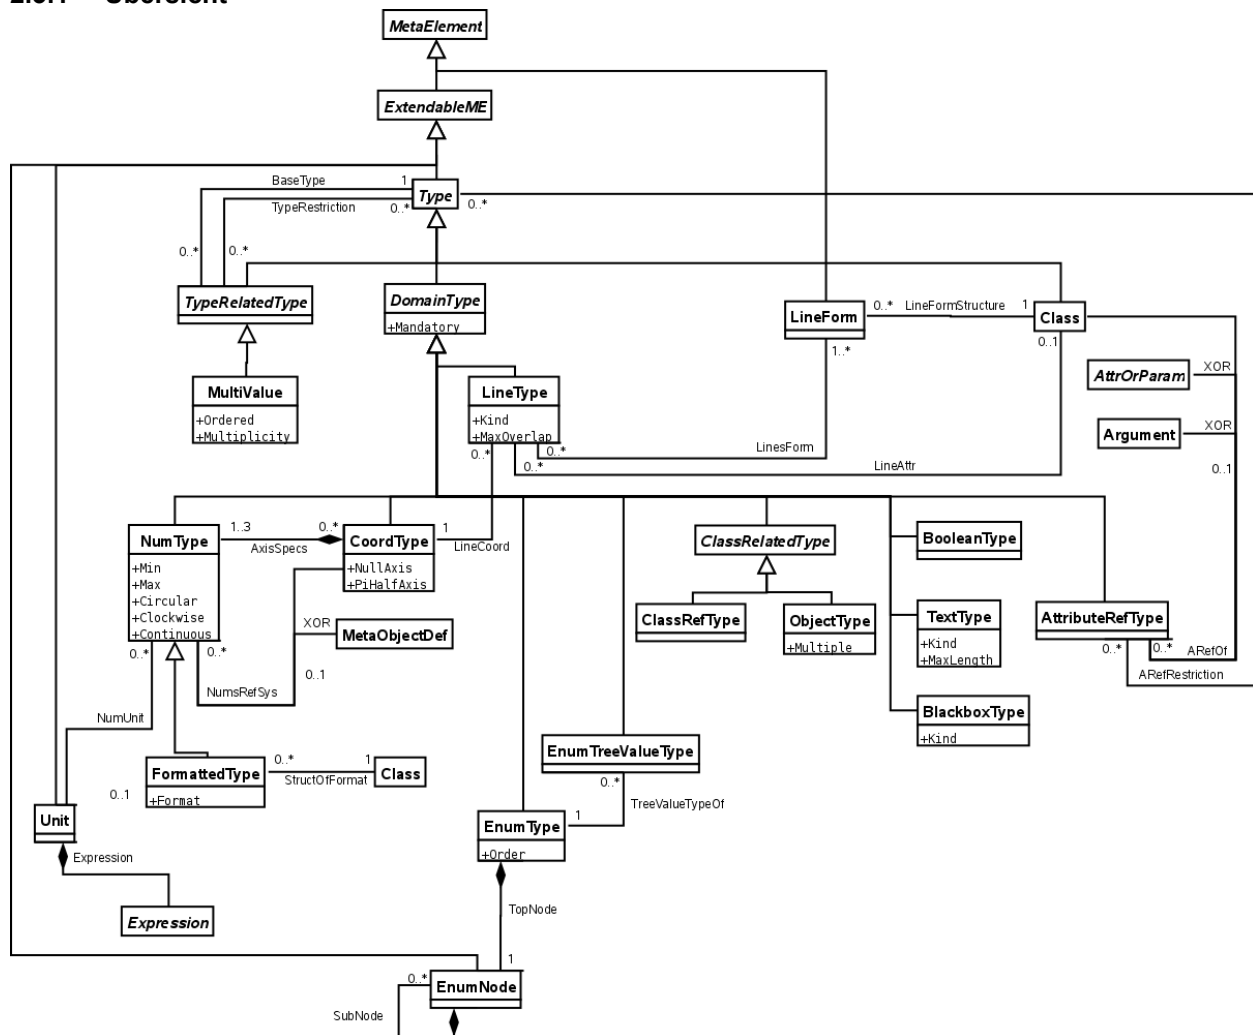 2.5.1 Übersicht
MetaElement
ExtendableME
BaseType
1
Type
TypeRestriction
0..*
0..*
0..*
0..*
TypeRelatedType
DomainType
+Mandatory
LineForm
0..*
LineFormStructure
1
Class
1..*
0..1
MultiValue
+Ordered
+Multiplicity
LineType
+Kind
+MaxOverlap
AttrOrParam
XOR
Argument
XOR
0..*
0..*
LinesForm
0..*
LineAttr
0..1
NumType
+Min
+Max
+Circular
+Clockwise
+Continuous
1..3
AxisSpecs
0..*
CoordType
+NullAxis
+PiHalfAxis
1
LineCoord
ClassRelatedType
BooleanType
ClassRefType
ObjectType
+Multiple
TextType
+Kind
+MaxLength
AttributeRefType
XOR
MetaObjectDef
0..*
0..*
0..1
NumsRefSys
0..*
0..*
ARefOf
ARefRestriction
NumUnit
BlackboxType
+Kind
FormattedType
+Format
0..*
StructOfFormat
1
Class
EnumTreeValueType
0..*
0..1
Unit
TreeValueTypeOf
EnumType
+Order
1
Expression
Expression
TopNode
1
0..*
EnumNode
SubNode